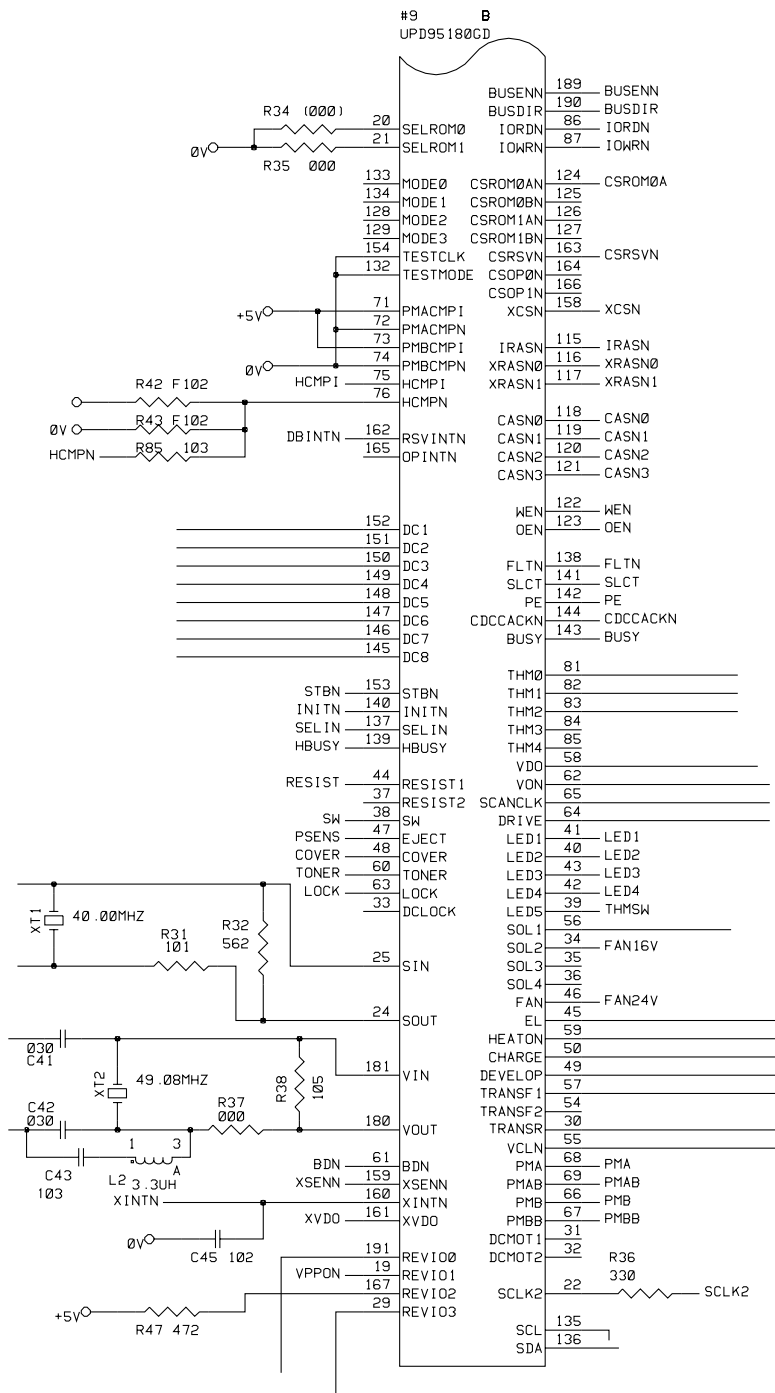 #9 B
UPD95180GD
189 BUSENN BUSENN
190 BUSDIR BUSDIR
R34 (000)
20 SELROM0 IORDN 86 IORDN
0V 21 SELROM1 IOWRN 87 IOWRN
R35 000
133 MODE0 CSROM0AN 124 CSROM0A
134 MODE1 CSROM0BN 125
128 MODE2 CSROM1AN 126
129 MODE3 CSROM1BN 127
154 TESTCLK CSRSVN 163 CSRSVN
132 TESTMODE CSOP0N 164
CSOP1N 166
+5V 71 PMACMPI XCSN 158 XCSN
72 PMACMPN
73 PMBCMPI IRASN 115 IRASN
0V 74 PMBCMPN XRASN0 116 XRASN0
HCMPI 75 HCMPI XRASN1 117 XRASN1
R42 F102
76 HCMPN
CASN0 118 CASN0
0V R43 F102
DBINTN 162 RSVINTN CASN1 119 CASN1
HCMPN R85 103
165 OPINTN CASN2 120 CASN2
CASN3 121 CASN3
WEN 122 WEN
152 DC1 OEN 123 OEN
151 DC2
150 DC3 FLTN 138 FLTN
149 DC4 SLCT 141 SLCT
148 DC5 PE 142 PE
147 DC6 CDCCACKN 144 CDCCACKN
146 DC7 BUSY 143 BUSY
145 DC8
THM0 81
STBN 153 STBN THM1 82
INITN 140 INITN THM2 83
SELIN 137 SELIN THM3 84
HBUSY 139 HBUSY THM4 85
VDO 58
RESIST 44 RESIST1 VON 62
37 RESIST2 SCANCLK 65
SW 38 SW DRIVE 64
PSENS 47 EJECT LED1 41 LED1
COVER 48 COVER LED2 40 LED2
TONER 60 TONER LED3 43 LED3
LOCK 63 LOCK LED4 42 LED4
33 DCLOCK LED5 39 THMSW
XT1 40.00MHZ
R31
101
R32
562
SOL1 56
SOL2 34 FAN16V
25 SIN SOL3 35
SOL4 36
FAN 46 FAN24V
24 SOUT EL 45
HEATON 59
030
C41
CHARGE 50
181 VIN DEVELOP 49
XT2 49.08MHZ
R38
105
TRANSF1 57
C42
030
R37
000
TRANSF2 54
180 VOUT TRANSR 30
1 3
VCLN 55
C43
103
A
L2 3.3UH
BDN 61 BDN PMA 68 PMA
XSENN 159 XSENN PMAB 69 PMAB
XINTN 160 XINTN PMB 66 PMB
XVDO 161 XVDO PMBB 67 PMBB
0V C45 102
DCMOT1 31
191 REVIO0 DCMOT2 32
R36
330
VPPON 19 REVIO1
167 REVIO2 SCLK2 22 SCLK2
+5V 29 REVIO3
R47 472
SCL 135
SDA 136